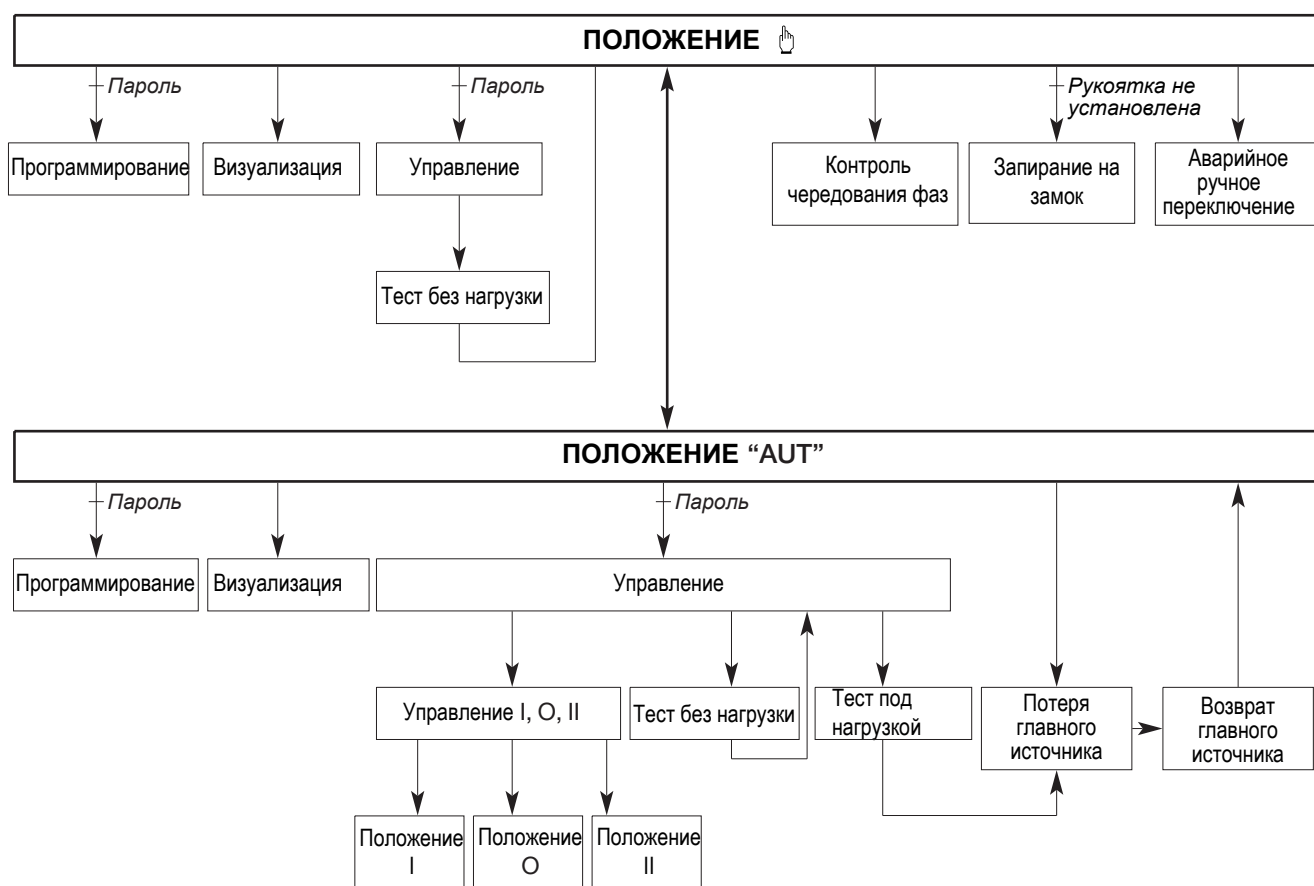 ПОЛОЖЕНИЕ
Пароль
Пароль
Рукоятка не
установлена
Программирование
Визуализация
Управление
Контроль
чередования фаз
Запирание на
замок
Аварийное
ручное
переключение
Тест без нагрузки
ПОЛОЖЕНИЕ “AUT”
Пароль
Пароль
Программирование
Визуализация
Управление
Управление I, O, II
Тест без нагрузки
Тест под
нагрузкой
Потеря
главного
источника
Возврат
главного
источника
Положение
I
Положение
O
Положение
II